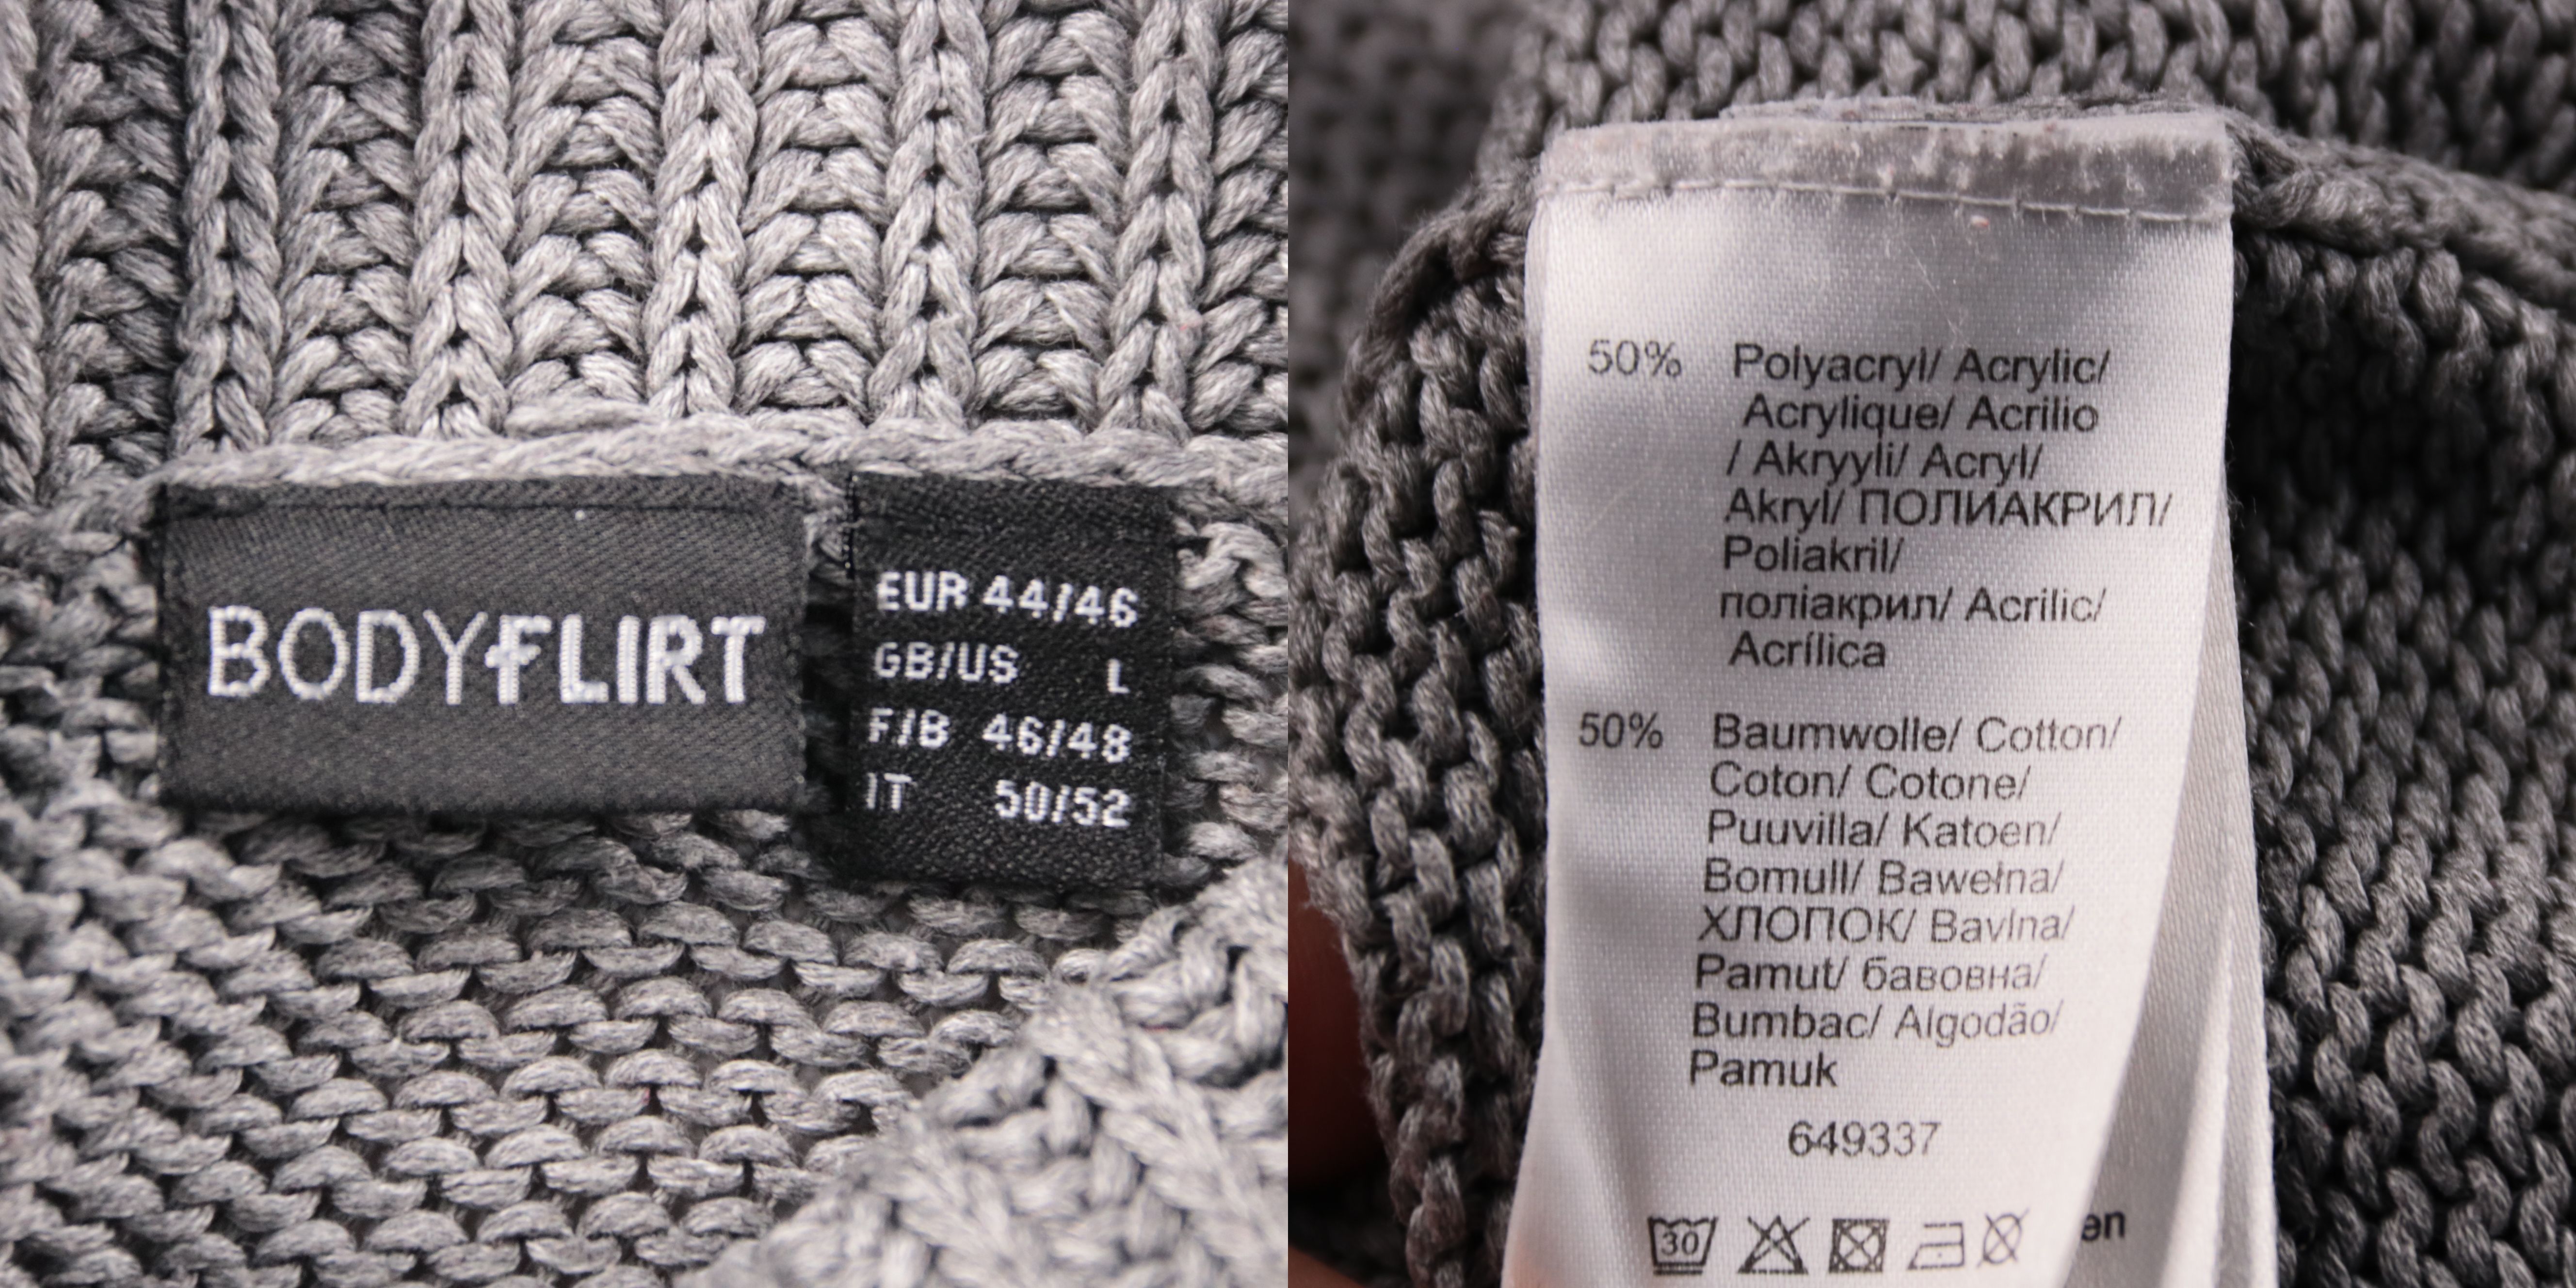 BODYFLIRT
EUR 44/46
GB/US L
F/B 46/48
IT 50/52
50% Polyacryl/ Acrylic/
Acrylique/ Acrilio
/ Akryyli/ Acryl/
Akryl/ ПОЛИАКРИЛ/
Poliakril/
поліакрил/ Acrilic/
Acrílica
50% Baumwolle/ Cotton/
Coton/ Cotone/
Puuvilla/ Katoen/
Bomull/ Bawełna/
ХЛОПОК/ Bavlna/
Pamut/ бавовна/
Bumbac/ Algodão/
Pamuk
649337
30